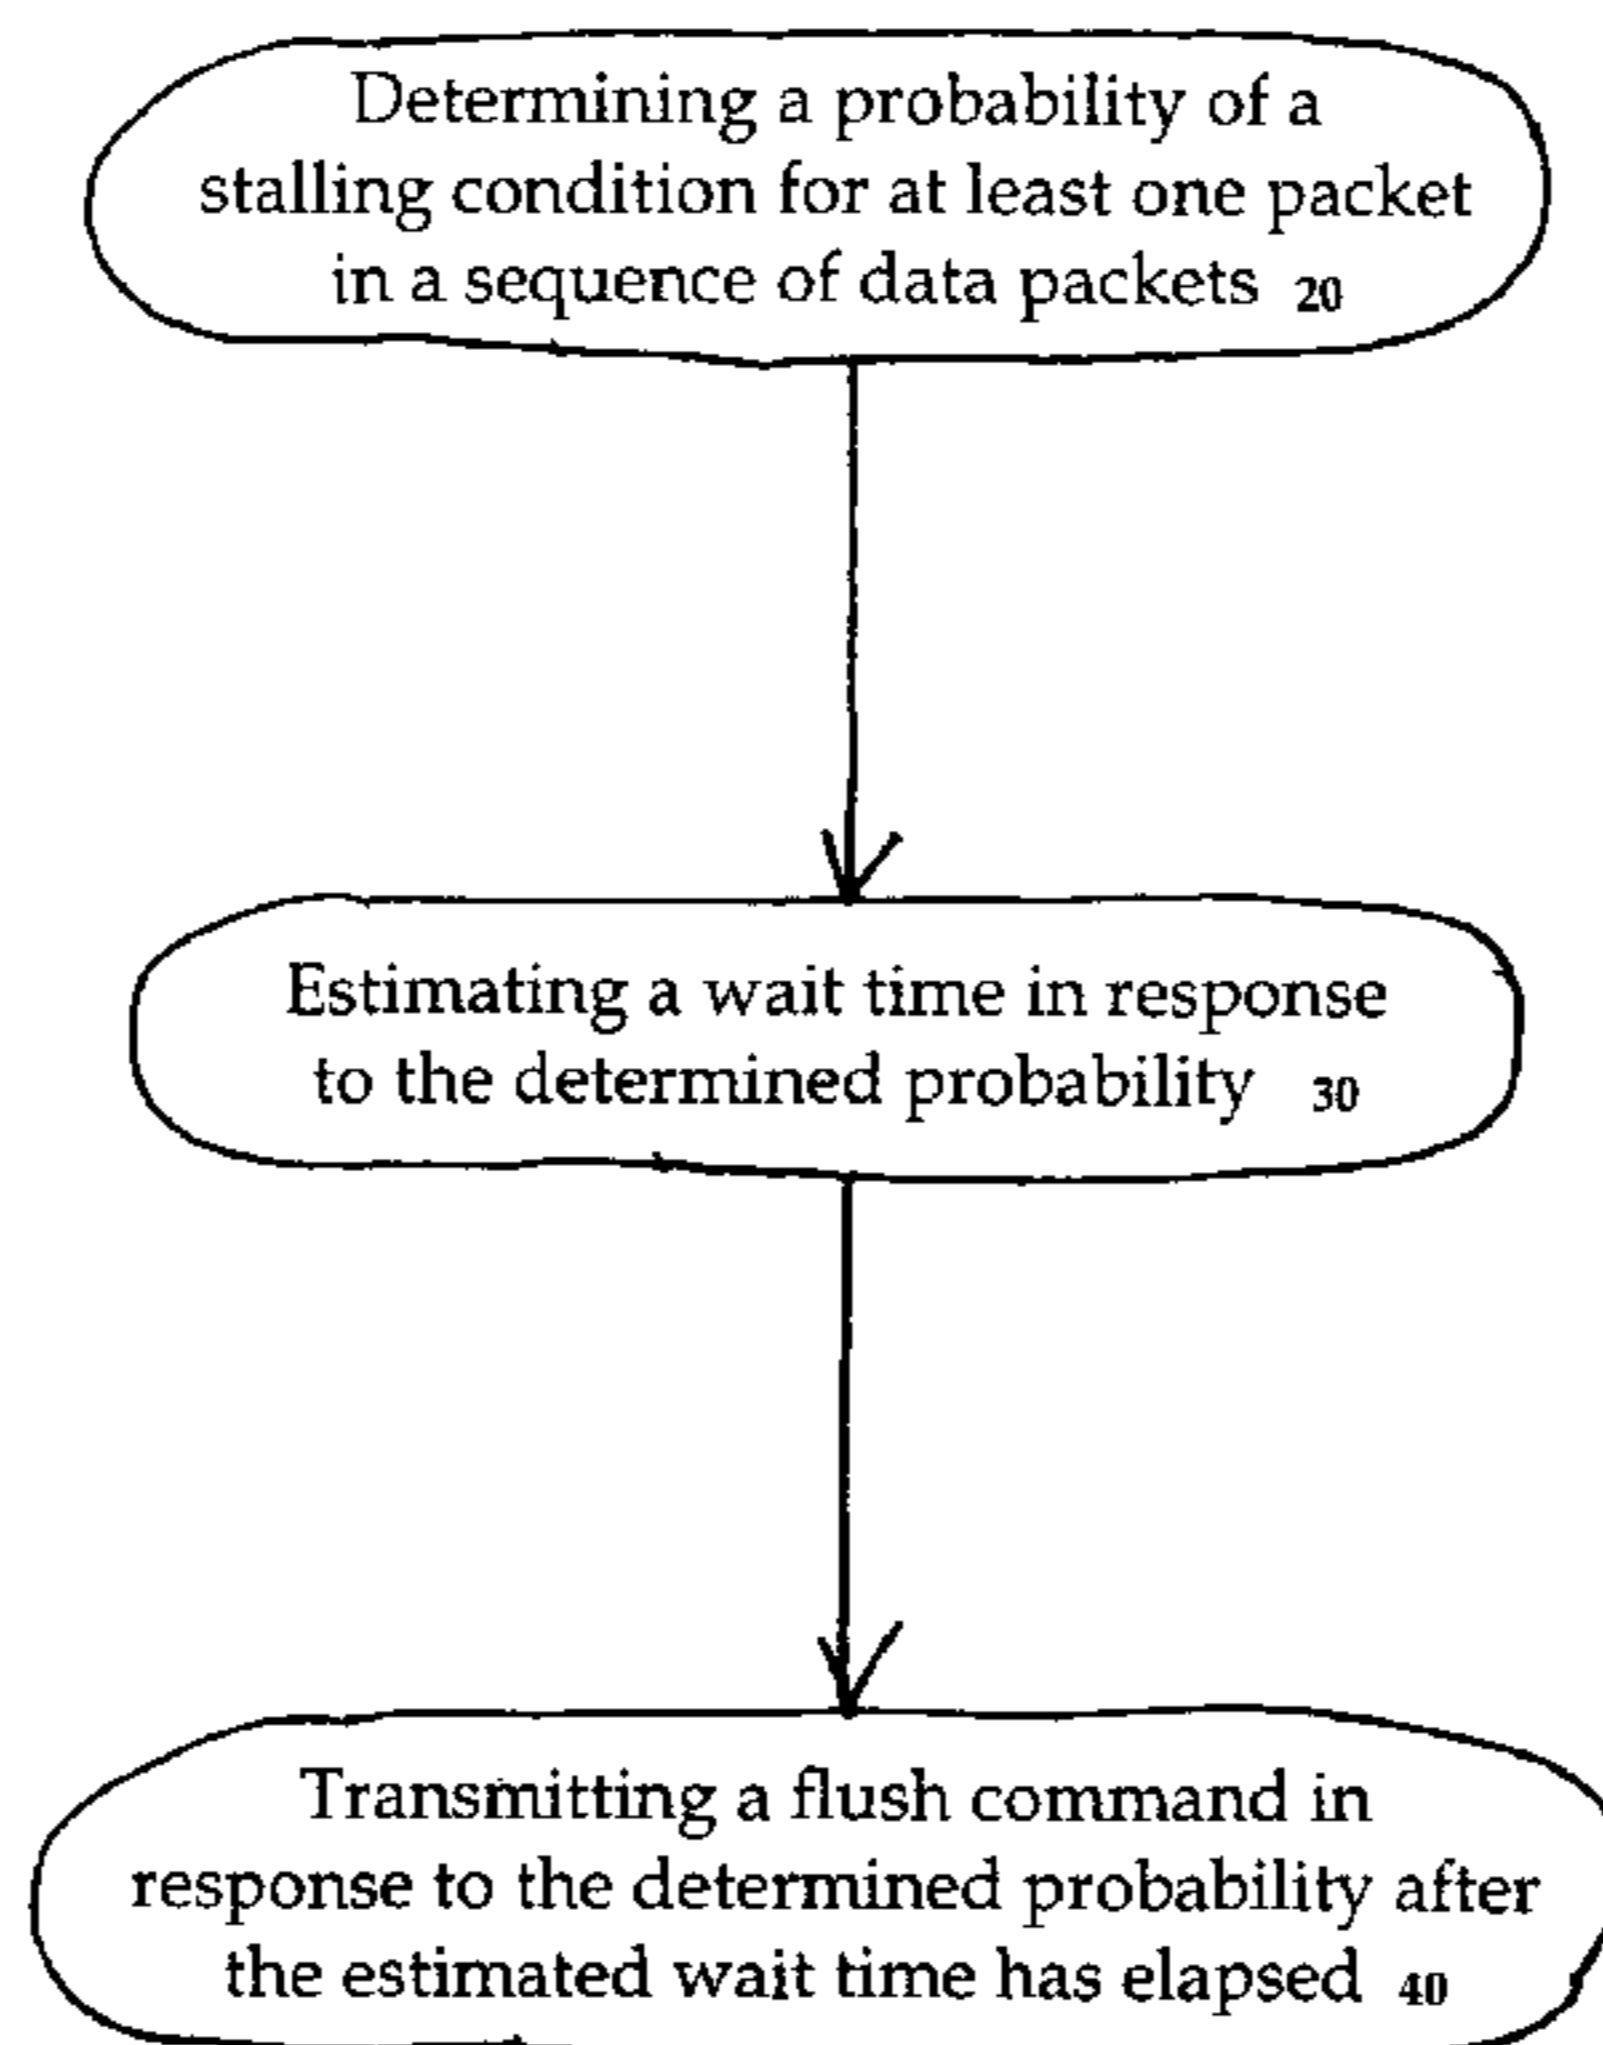 Determining a probability of a
stalling condition for at least one packet
in a sequence of data packets 20
Estimating a wait time in response
to the determined probability 30
Transmitting a flush command in
response to the determined probability after
the estimated wait time has elapsed 40